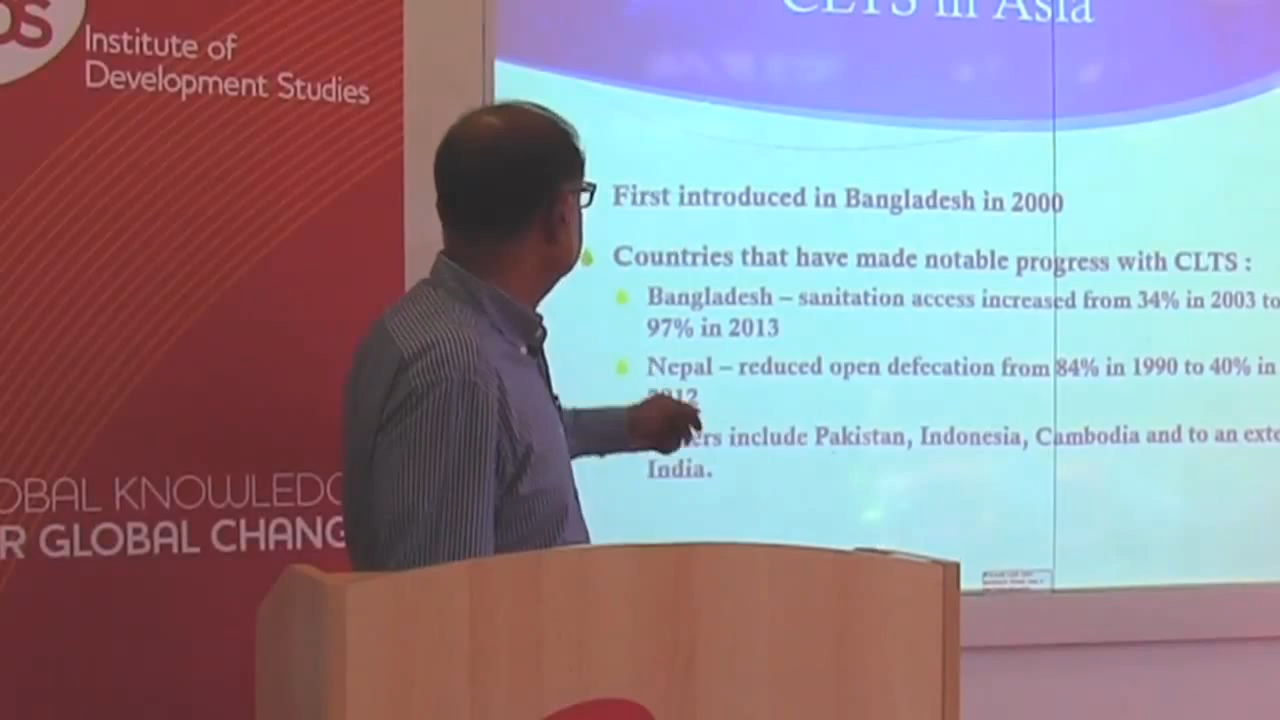 DS
Institute of
Development Studies
OBAL KNOWLEDG
R GLOBAL CHANG
CLTS in Asia
First introduced in Bangladesh in 2000
Countries that have made notable progress with CLTS :
Bangladesh – sanitation access increased from 34% in 2003 to
97% in 2013
Nepal – reduced open defecation from 84% in 1990 to 40% in
2012
ers include Pakistan, Indonesia, Cambodia and to an exte
India.